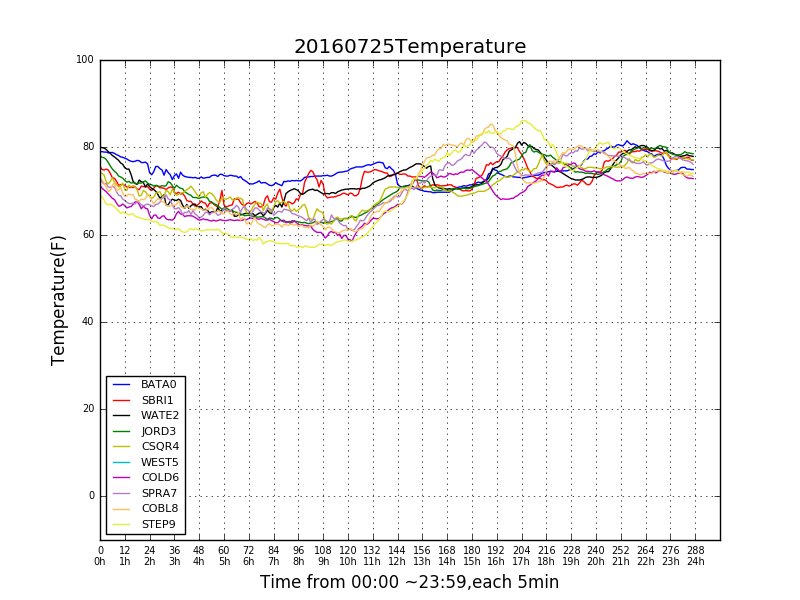 20160725Temperature
Temperature(F)
100
80
60
40
20
0
BATA0
SBRI1
WATE2
JORD3
CSQR4
WEST5
COLD6
SPRA7
COBL8
STEP9
0 12 24 36 48 60 72 84 96 108 120 132 144 156 168 180 192 204 216 228 240 252 264 276 288
0h 1h 2h 3h 4h 5h 6h 7h 8h 9h 10h 11h 12h 13h 14h 15h 16h 17h 18h 19h 20h 21h 22h 23h 24h
Time from 00:00 ~23:59,each 5min